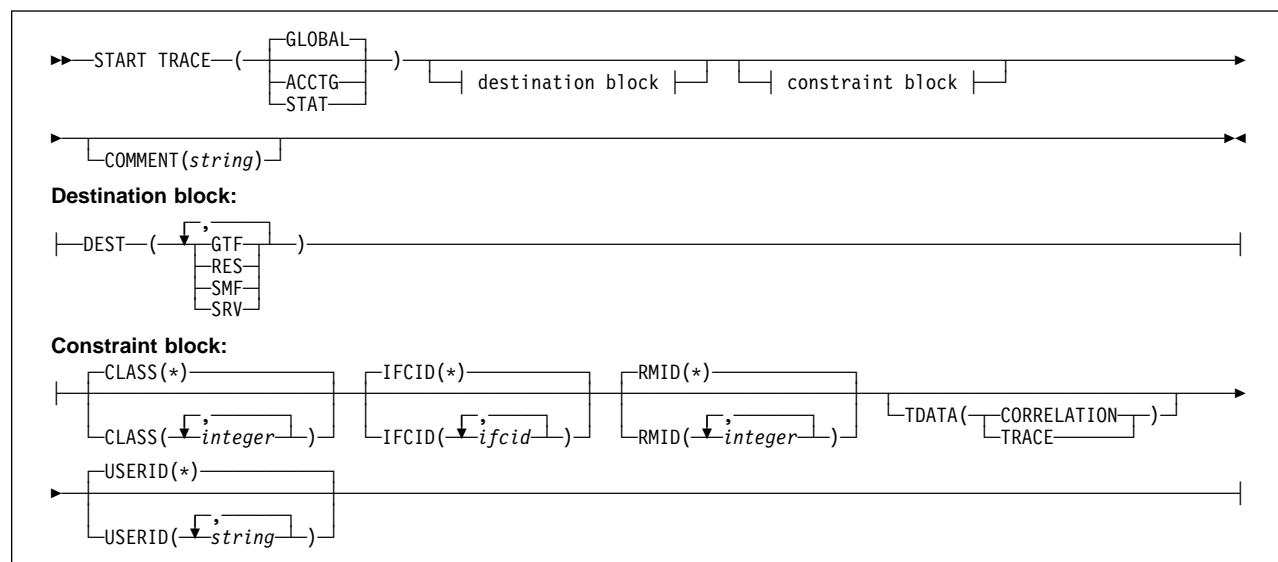 GLOBAL
START TRACE ( ) destination block constraint block
ACCTG
STAT
COMMENT(string)
Destination block:
,
DEST ( GTF )
RES
SMF
SRV
Constraint block:
CLASS(*) IFCID(*) RMID(*)
, , ,
CLASS( integer ) IFCID( ifcid ) RMID( integer ) TDATA( CORRELATION )
TRACE
USERID(*)
,
USERID( string )